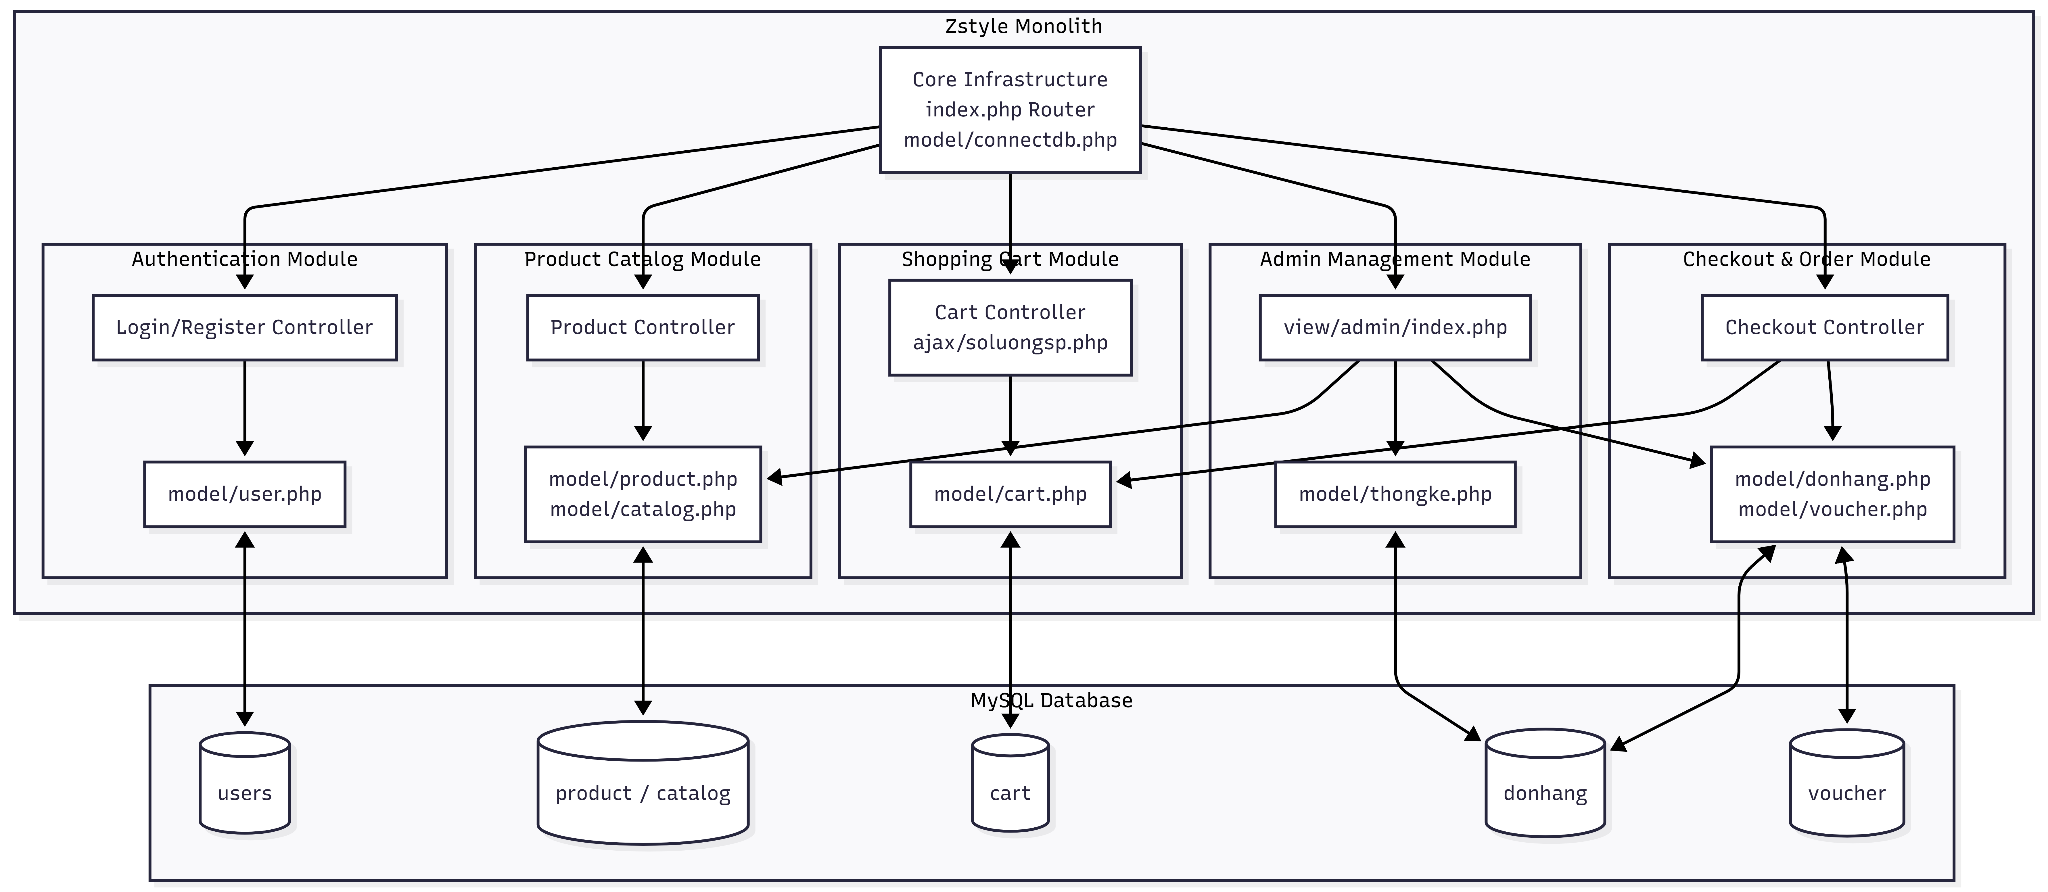 Zstyle Monolith
Core Infrastructure
index.php Router
model/connectdb.php
Authentication Module
Product Catalog Module
Shopping Cart Module
Admin Management Module
Checkout & Order Module
Login/Register Controller
Product Controller
Cart Controller
ajax/soluongsp.php
view/admin/index.php
Checkout Controller
model/user.php
model/product.php
model/catalog.php
model/cart.php
model/thongke.php
model/donhang.php
model/voucher.php
MySQL Database
users
product / catalog
cart
donhang
voucher